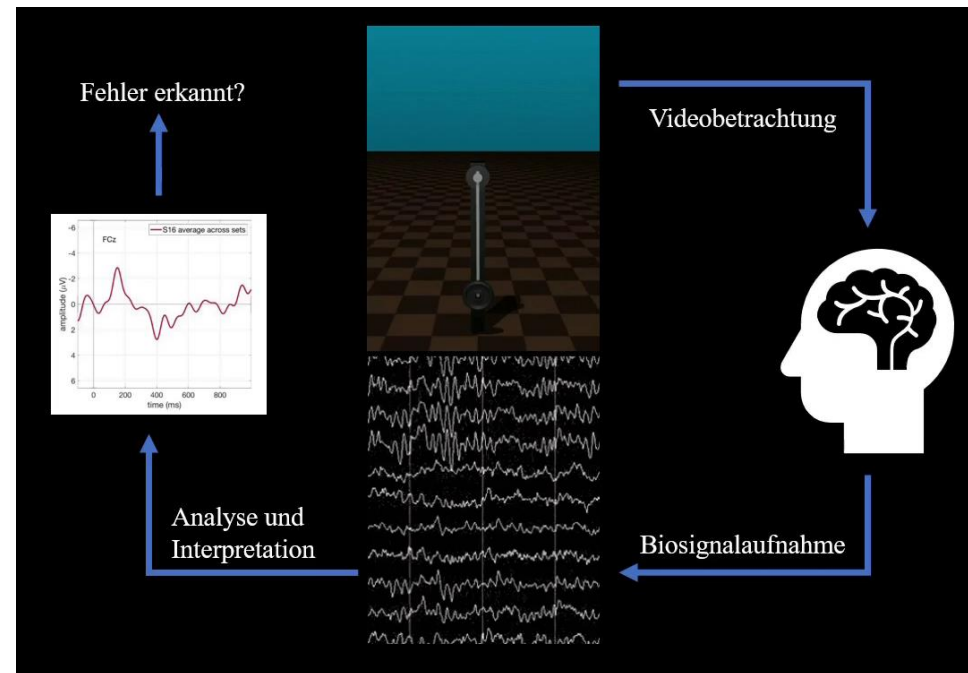 Fehler erkannt?
Videobetrachtung
-6
FCz
S16 average across sets
-4
-2
0
2
4
6
amplitude (µV)
0 200 400 600 800
time (ms)
Analyse und
Interpretation
Biosignalaufnahme